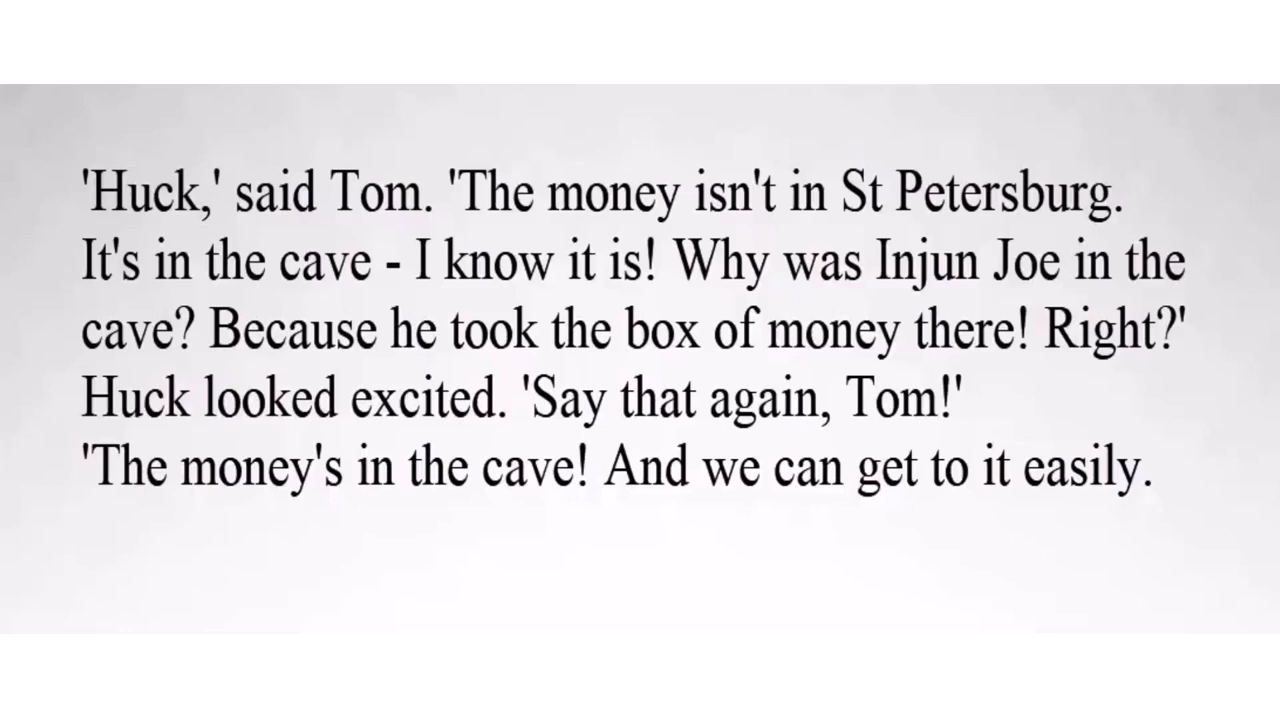 'Huck,' said Tom. 'The money isn't in St Petersburg.
It's in the cave - I know it is! Why was Injun Joe in the
cave? Because he took the box of money there! Right?'
Huck looked excited. 'Say that again, Tom!'
'The money's in the cave! And we can get to it easily.